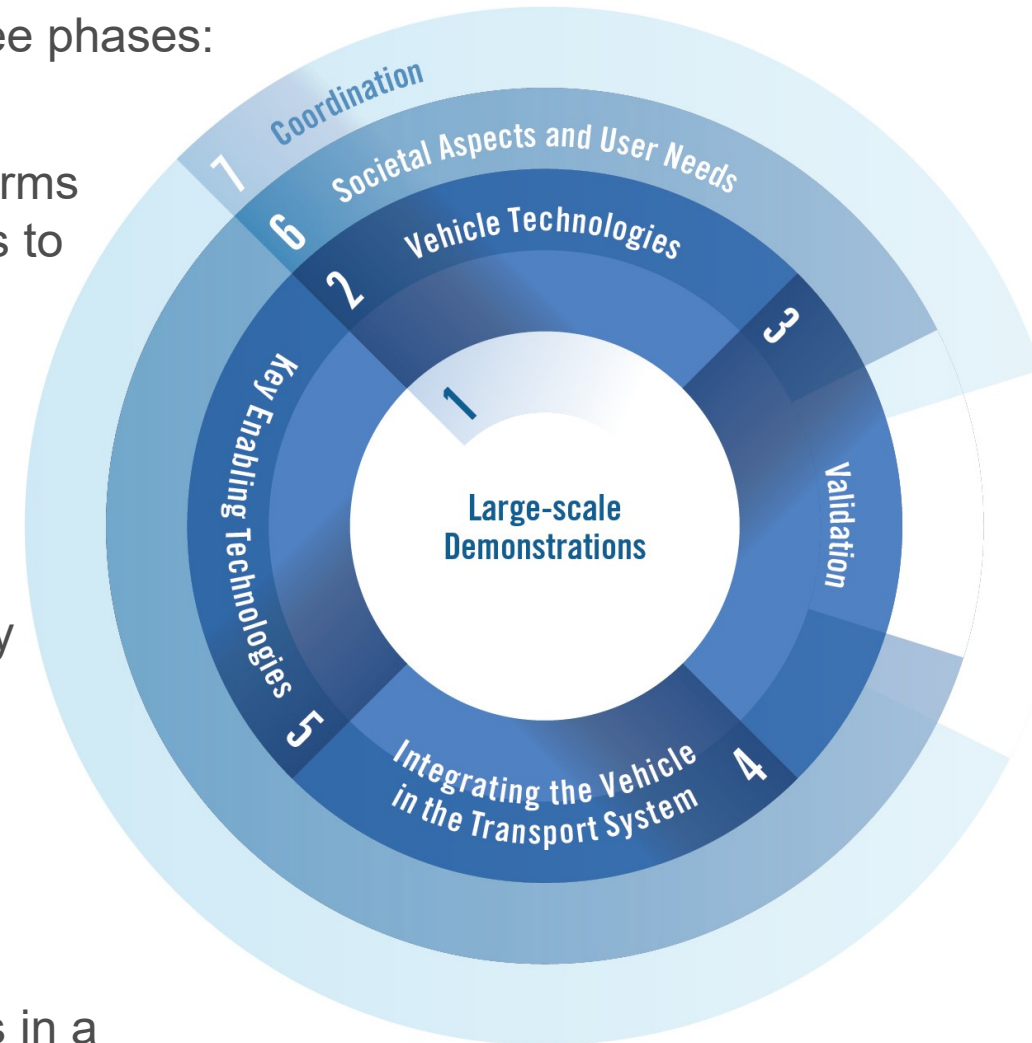 ee phases:
rms
s to
y
s in a
7 Coordination
6 Societal Aspects and User Needs
2 Vehicle Technologies
3
Validation
1
Large-scale
Demonstrations
Key Enabling Technologies
5
Integrating the Vehicle
in the Transport System
4